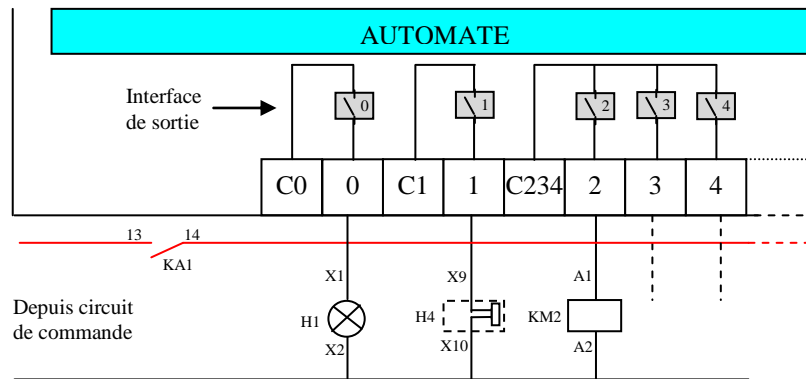 AUTOMATE
Interface
de sortie
0 1 2 3 4
C0 0 C1 1 C234 2 3 4
13 14
KA1
X1 X9 A1
Depuis circuit
de commande
H1 H4 KM2
X2 X10 A2